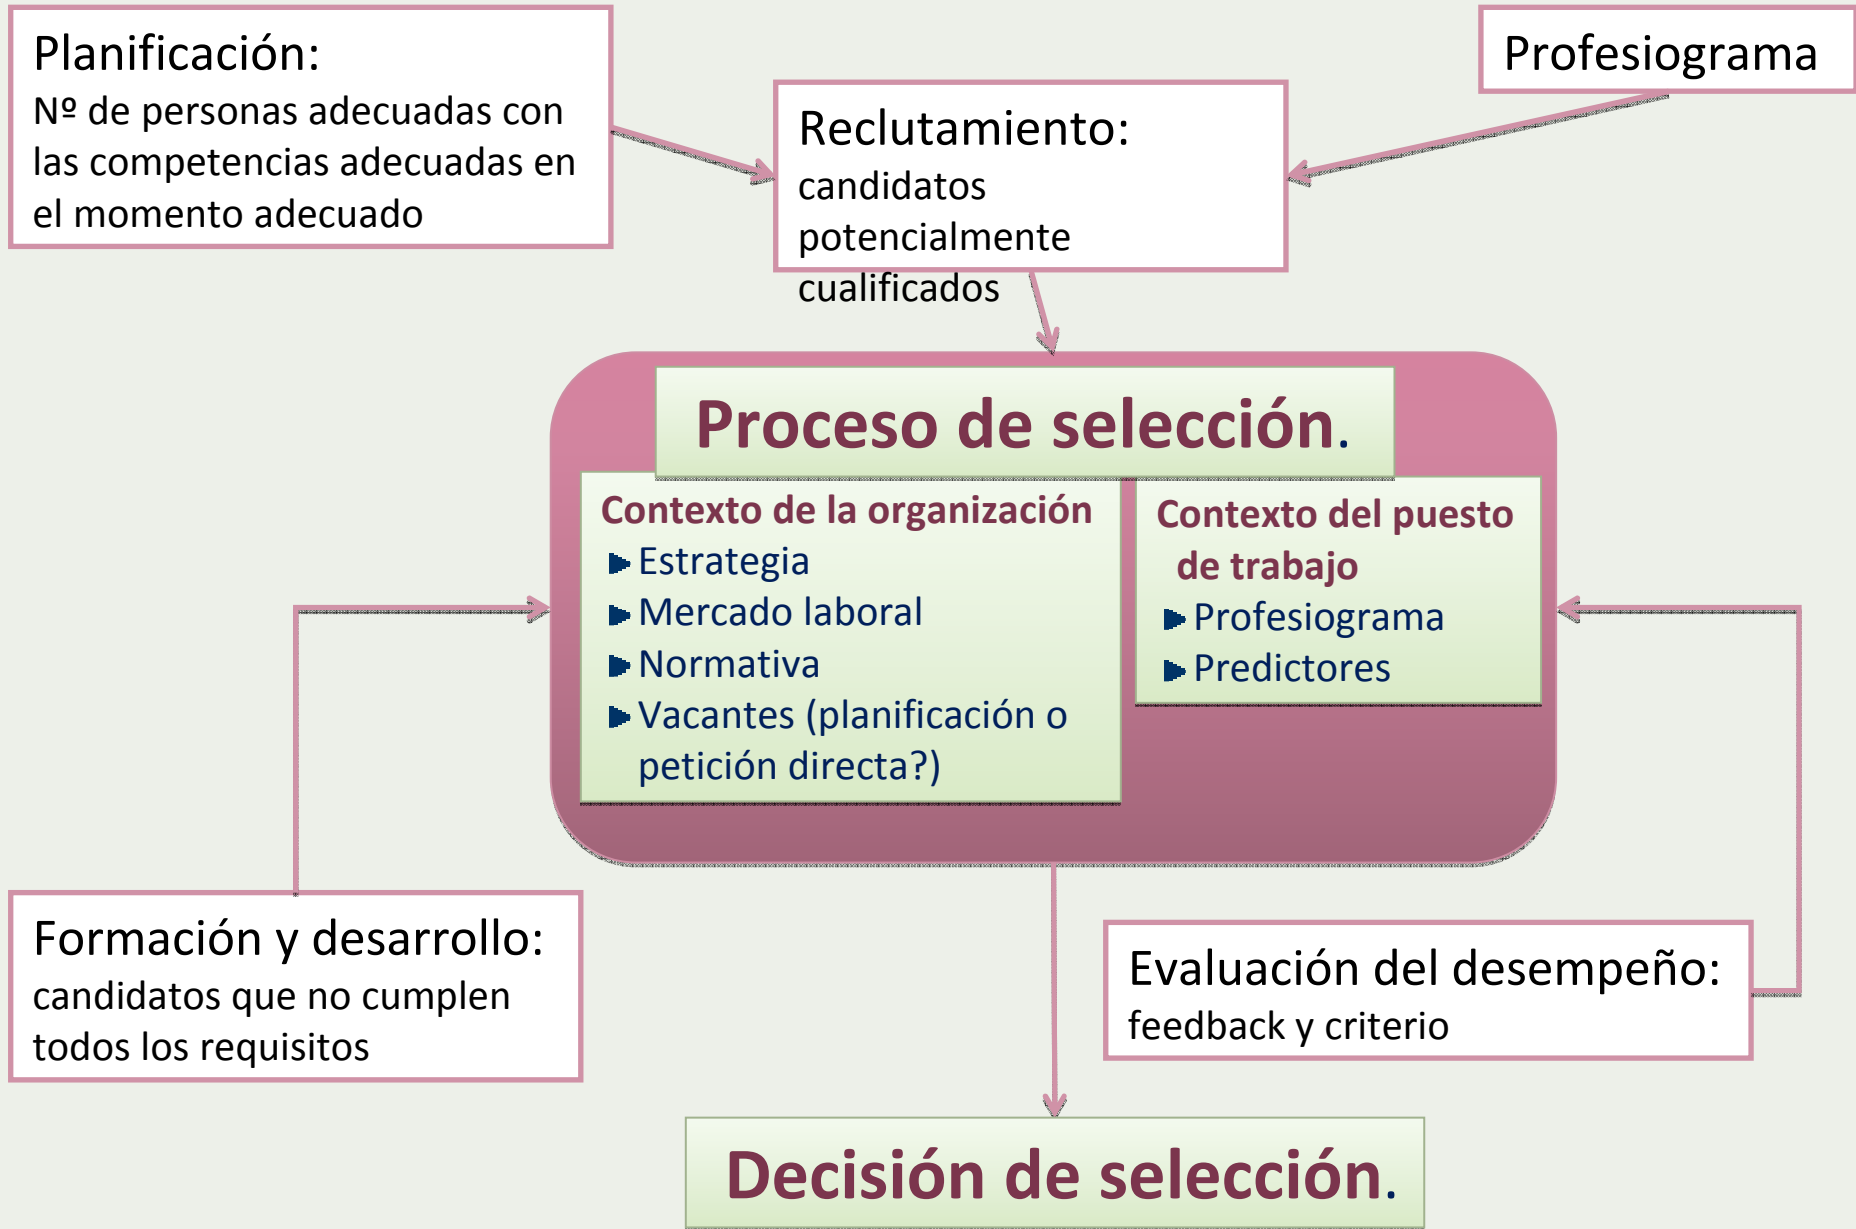 Planificación:
Nº de personas adecuadas con
las competencias adecuadas en
el momento adecuado
Profesiograma
Reclutamiento:
candidatos
potencialmente
cualificados
Proceso de selección.
Contexto de la organización
Estrategia
Mercado laboral
Normativa
Vacantes (planificación o
petición directa?)
Contexto del puesto
de trabajo
Profesiograma
Predictores
Formación y desarrollo:
candidatos que no cumplen
todos los requisitos
Evaluación del desempeño:
feedback y criterio
Decisión de selección.